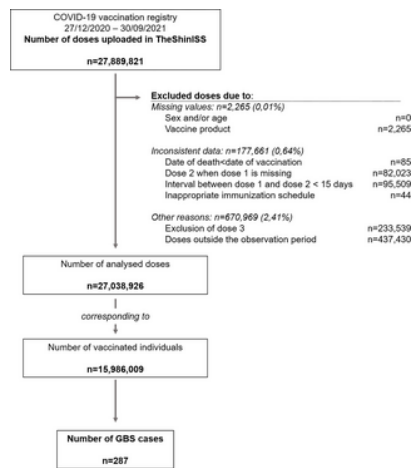 COVID-19 vaccination registry
27/12/2020 – 30/09/2021
Number of doses uploaded in TheShinISS
n=27,889,821
Excluded doses due to:
Missing values: n=2,265 (0,01%)
Sex and/or age n=0
Vaccine product n=2,265
Inconsistent data: n=177,661 (0,64%)
Date of death<date of vaccination n=85
Dose 2 when dose 1 is missing n=82,023
Interval between dose 1 and dose 2 < 15 days n=95,509
Inappropriate immunization schedule n=44
Other reasons: n=670,969 (2,41%)
Exclusion of dose 3 n=233,539
Doses outside the observation period n=437,430
Number of analysed doses
n=27,038,926
corresponding to
Number of vaccinated individuals
n=15,986,009
Number of GBS cases
n=287